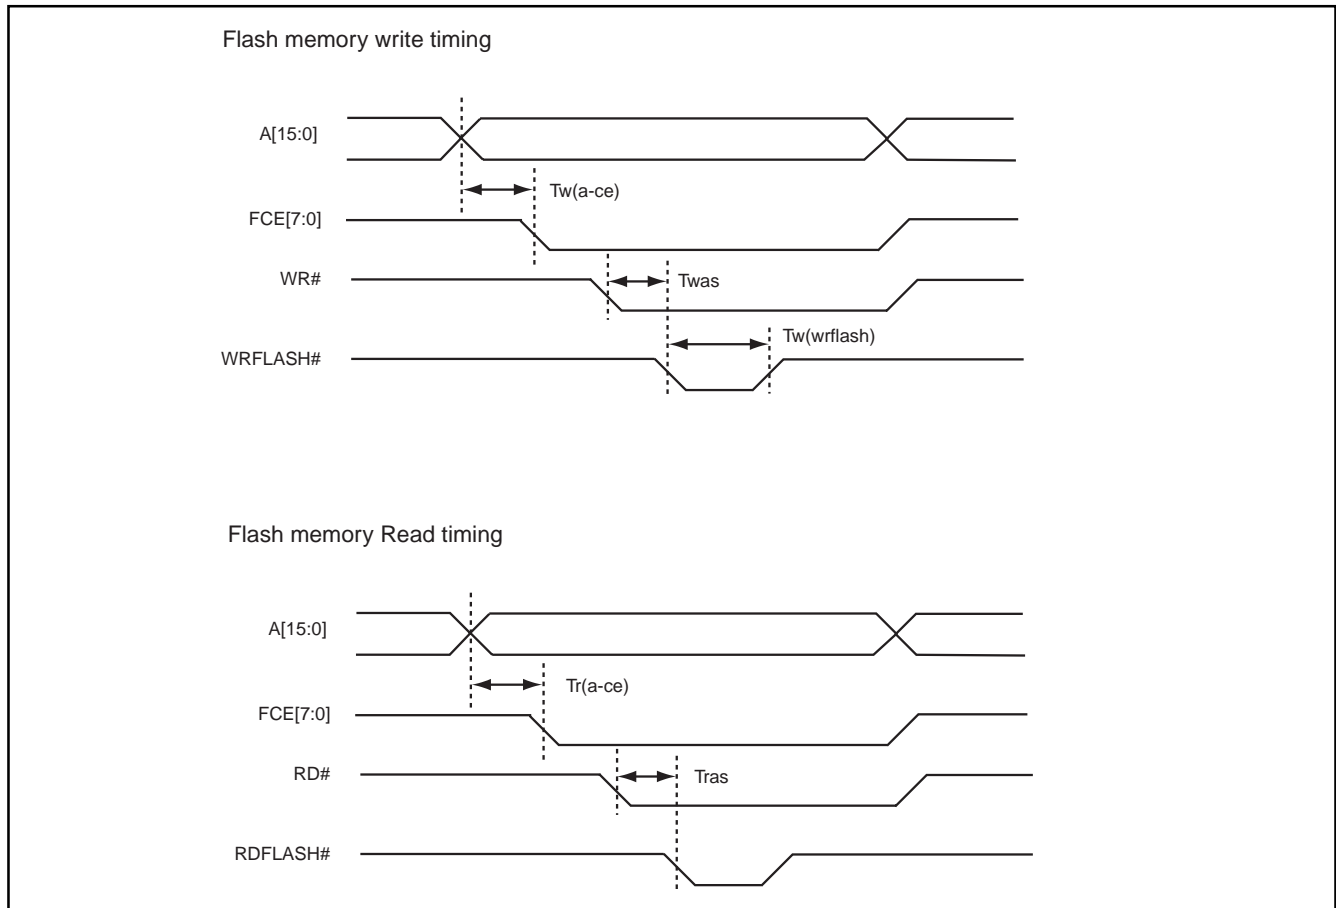 Flash memory write timing
A[15:0]
Tw(a-ce)
FCE[7:0]
WR#
Twas
Tw(wrflash)
WRFLASH#
Flash memory Read timing
A[15:0]
Tr(a-ce)
FCE[7:0]
RD#
Tras
RDFLASH#